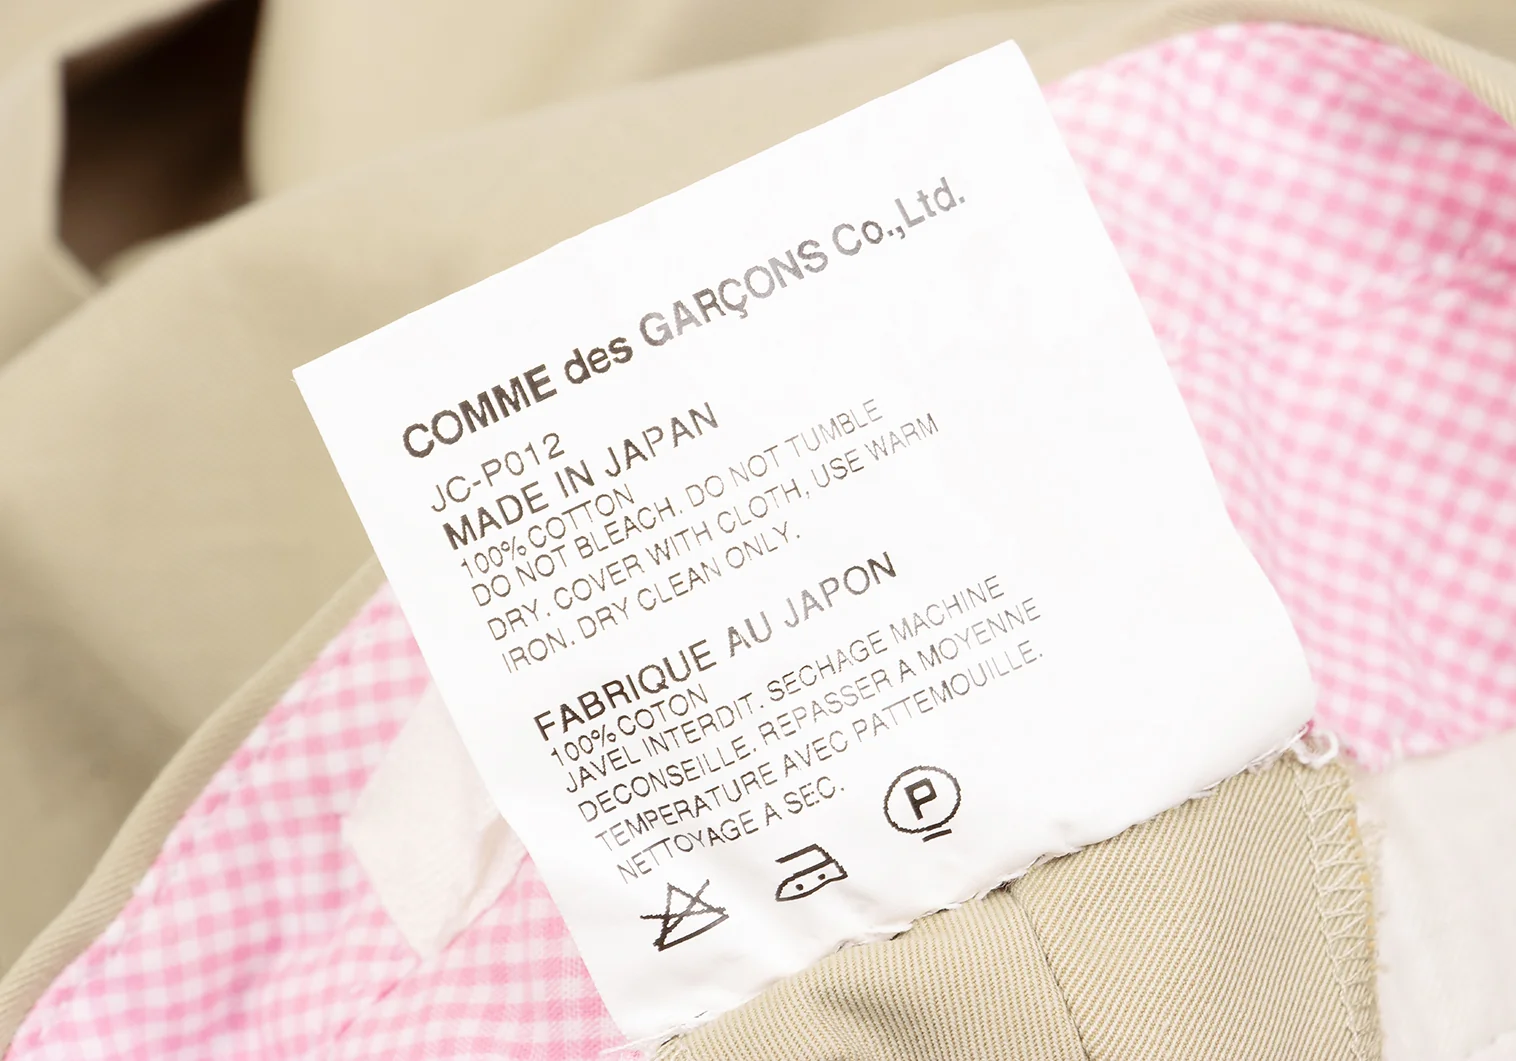 COMME des GARÇONS Co.,Ltd.
JC-P012
MADE IN JAPAN
100% COTTON
DO NOT BLEACH. DO NOT TUMBLE
DRY. COVER WITH CLOTH, USE WARM
IRON. DRY CLEAN ONLY.
FABRIQUE AU JAPON
100% COTON
JAVEL INTERDIT. SECHAGE MACHINE
DECONSEILLE. REPASSER A MOYENNE
TEMPERATURE AVEC PATTEMOUILLE.
NETTOYAGE A SEC.
P